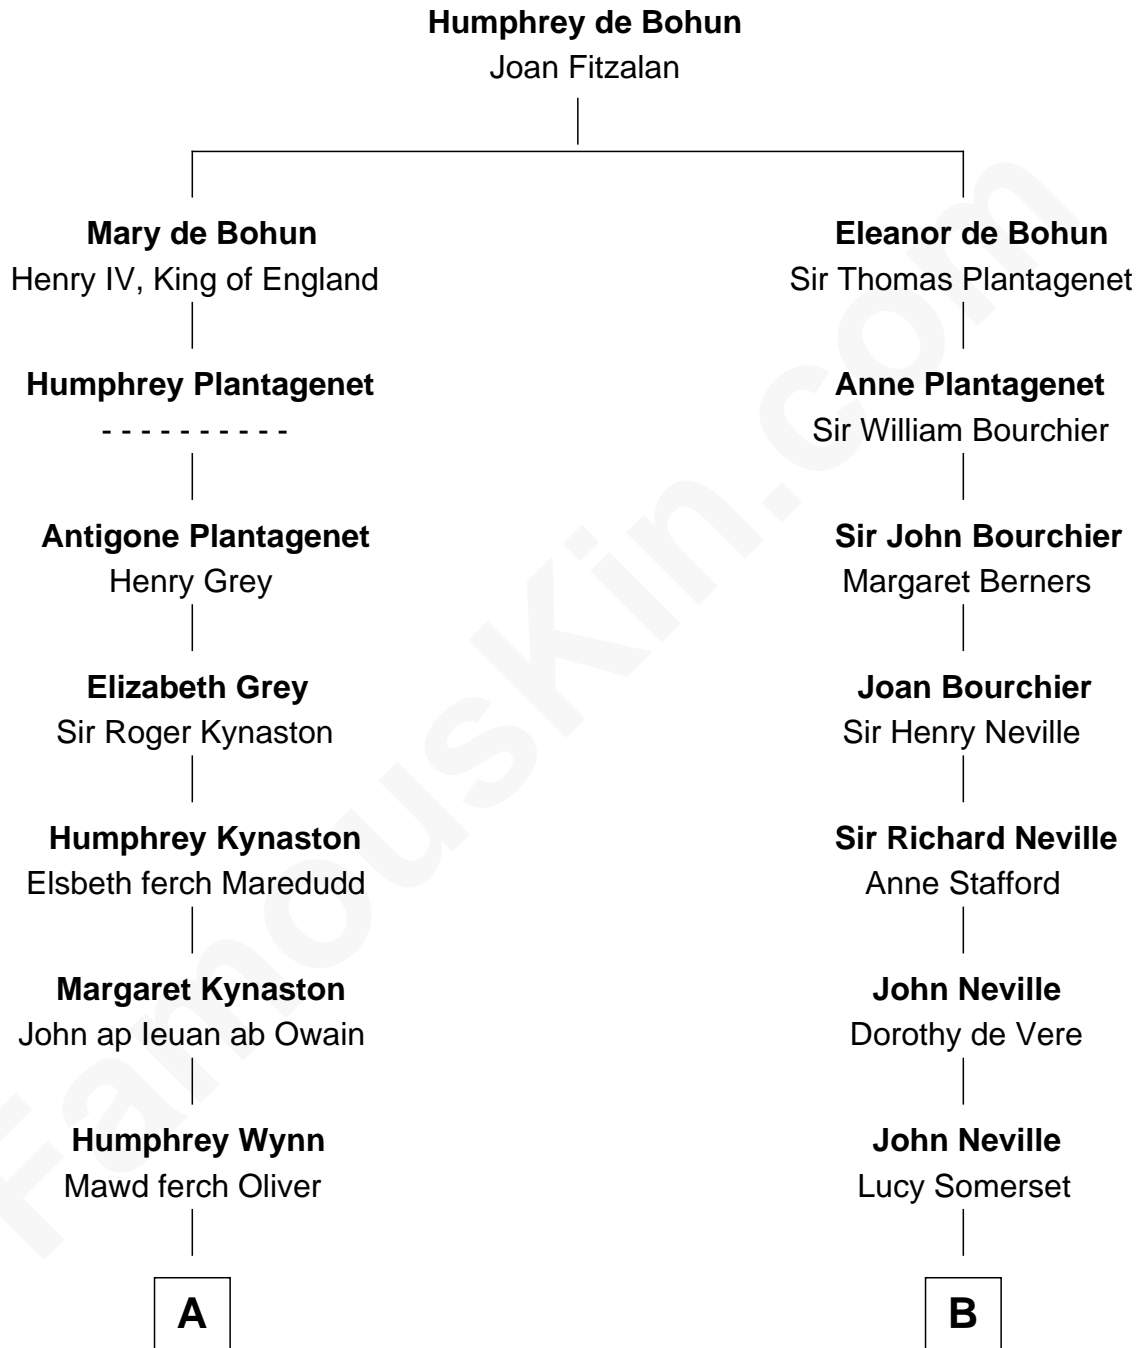 Humphrey de Bohun
Joan Fitzalan
Mary de Bohun
Henry IV, King of England
Eleanor de Bohun
Sir Thomas Plantagenet
Humphrey Plantagenet
- - - - - - - - - -
Anne Plantagenet
Sir William Bourchier
Antigone Plantagenet
Henry Grey
Sir John Bourchier
Margaret Berners
Elizabeth Grey
Sir Roger Kynaston
Joan Bourchier
Sir Henry Neville
Humphrey Kynaston
Elsbeth ferch Maredudd
Sir Richard Neville
Anne Stafford
Margaret Kynaston
John ap Ieuan ab Owain
John Neville
Dorothy de Vere
Humphrey Wynn
Mawd ferch Oliver
John Neville
Lucy Somerset
A
B
FamousKin.com